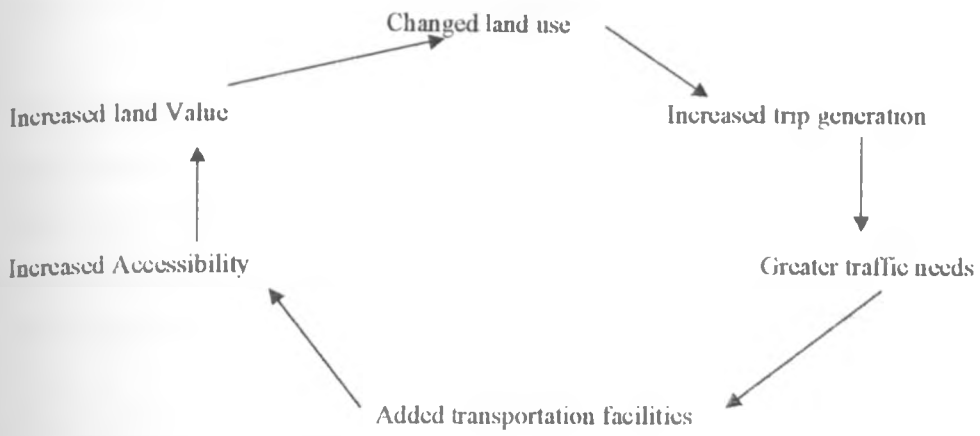 Changed land use
Increased land Value
Increased trip generation
Increased Accessibility
Greater traffic needs
Added transportation facilities